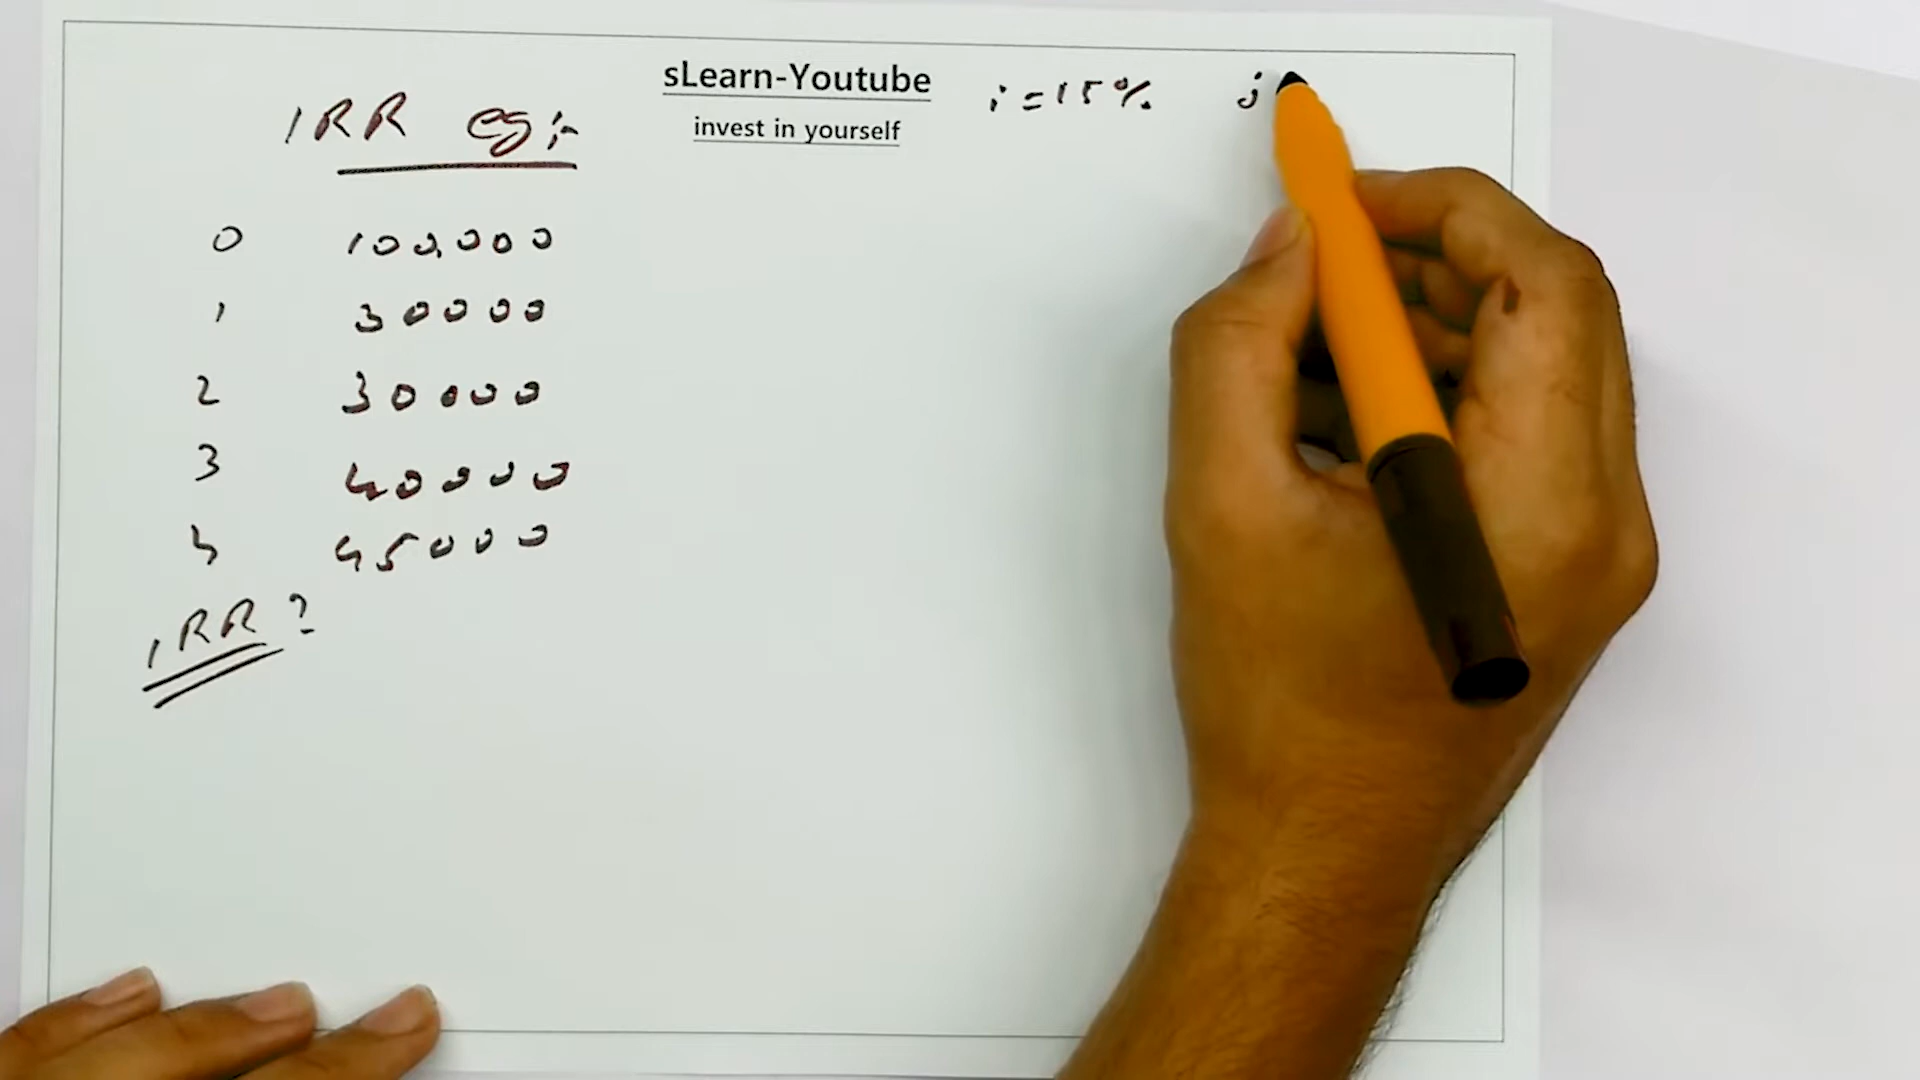 sLearn-Youtube
invest in yourself
i = 15% j
IRR eg:-
0 100,000
1 30000
2 30000
3 40000
4 45000
IRR ?